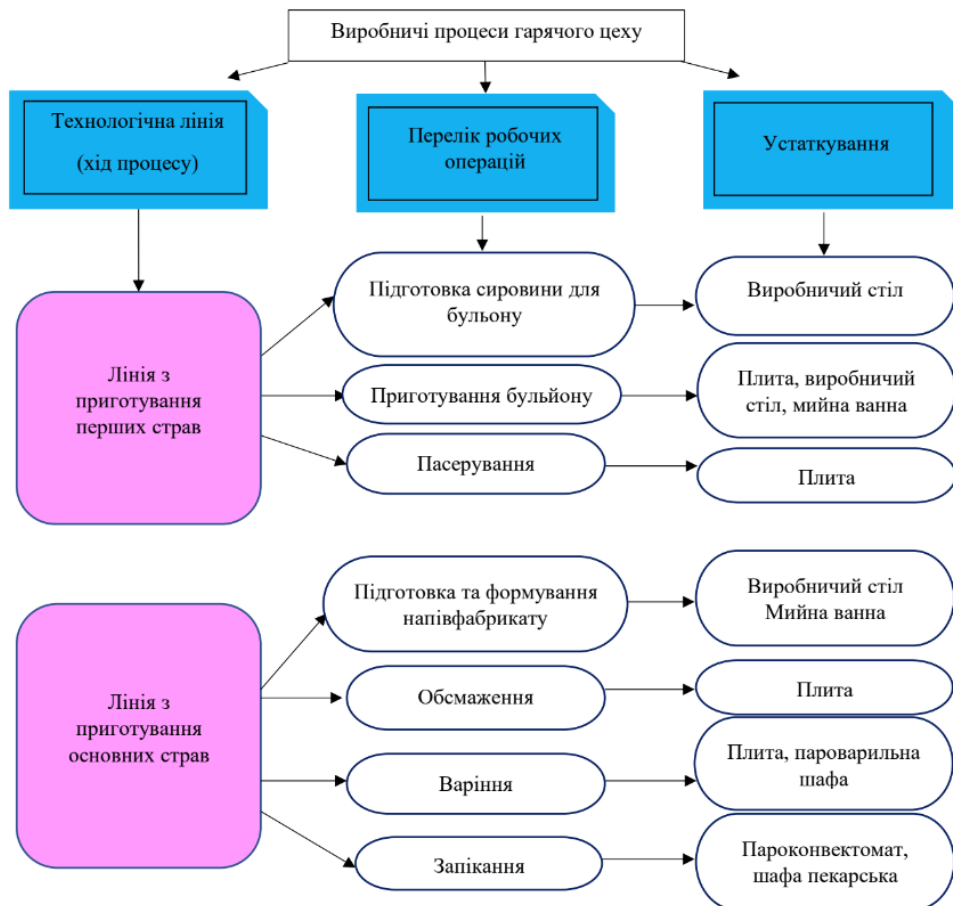 Виробничі процеси гарячого цеху
Технологічна лінія
(хід процесу)
Перелік робочих
операцій
Устаткування
Лінія з
приготування
перших страв
Підготовка сировини для
бульону
Виробничий стіл
Приготування бульйону
Плита, виробничий
стіл, мийна ванна
Пасерування
Плита
Лінія з
приготування
основних страв
Підготовка та формування
напівфабрикату
Виробничий стіл
Мийна ванна
Обсмаження
Плита
Варіння
Плита, пароварильна
шафа
Запікання
Пароконвектомат,
шафа пекарська